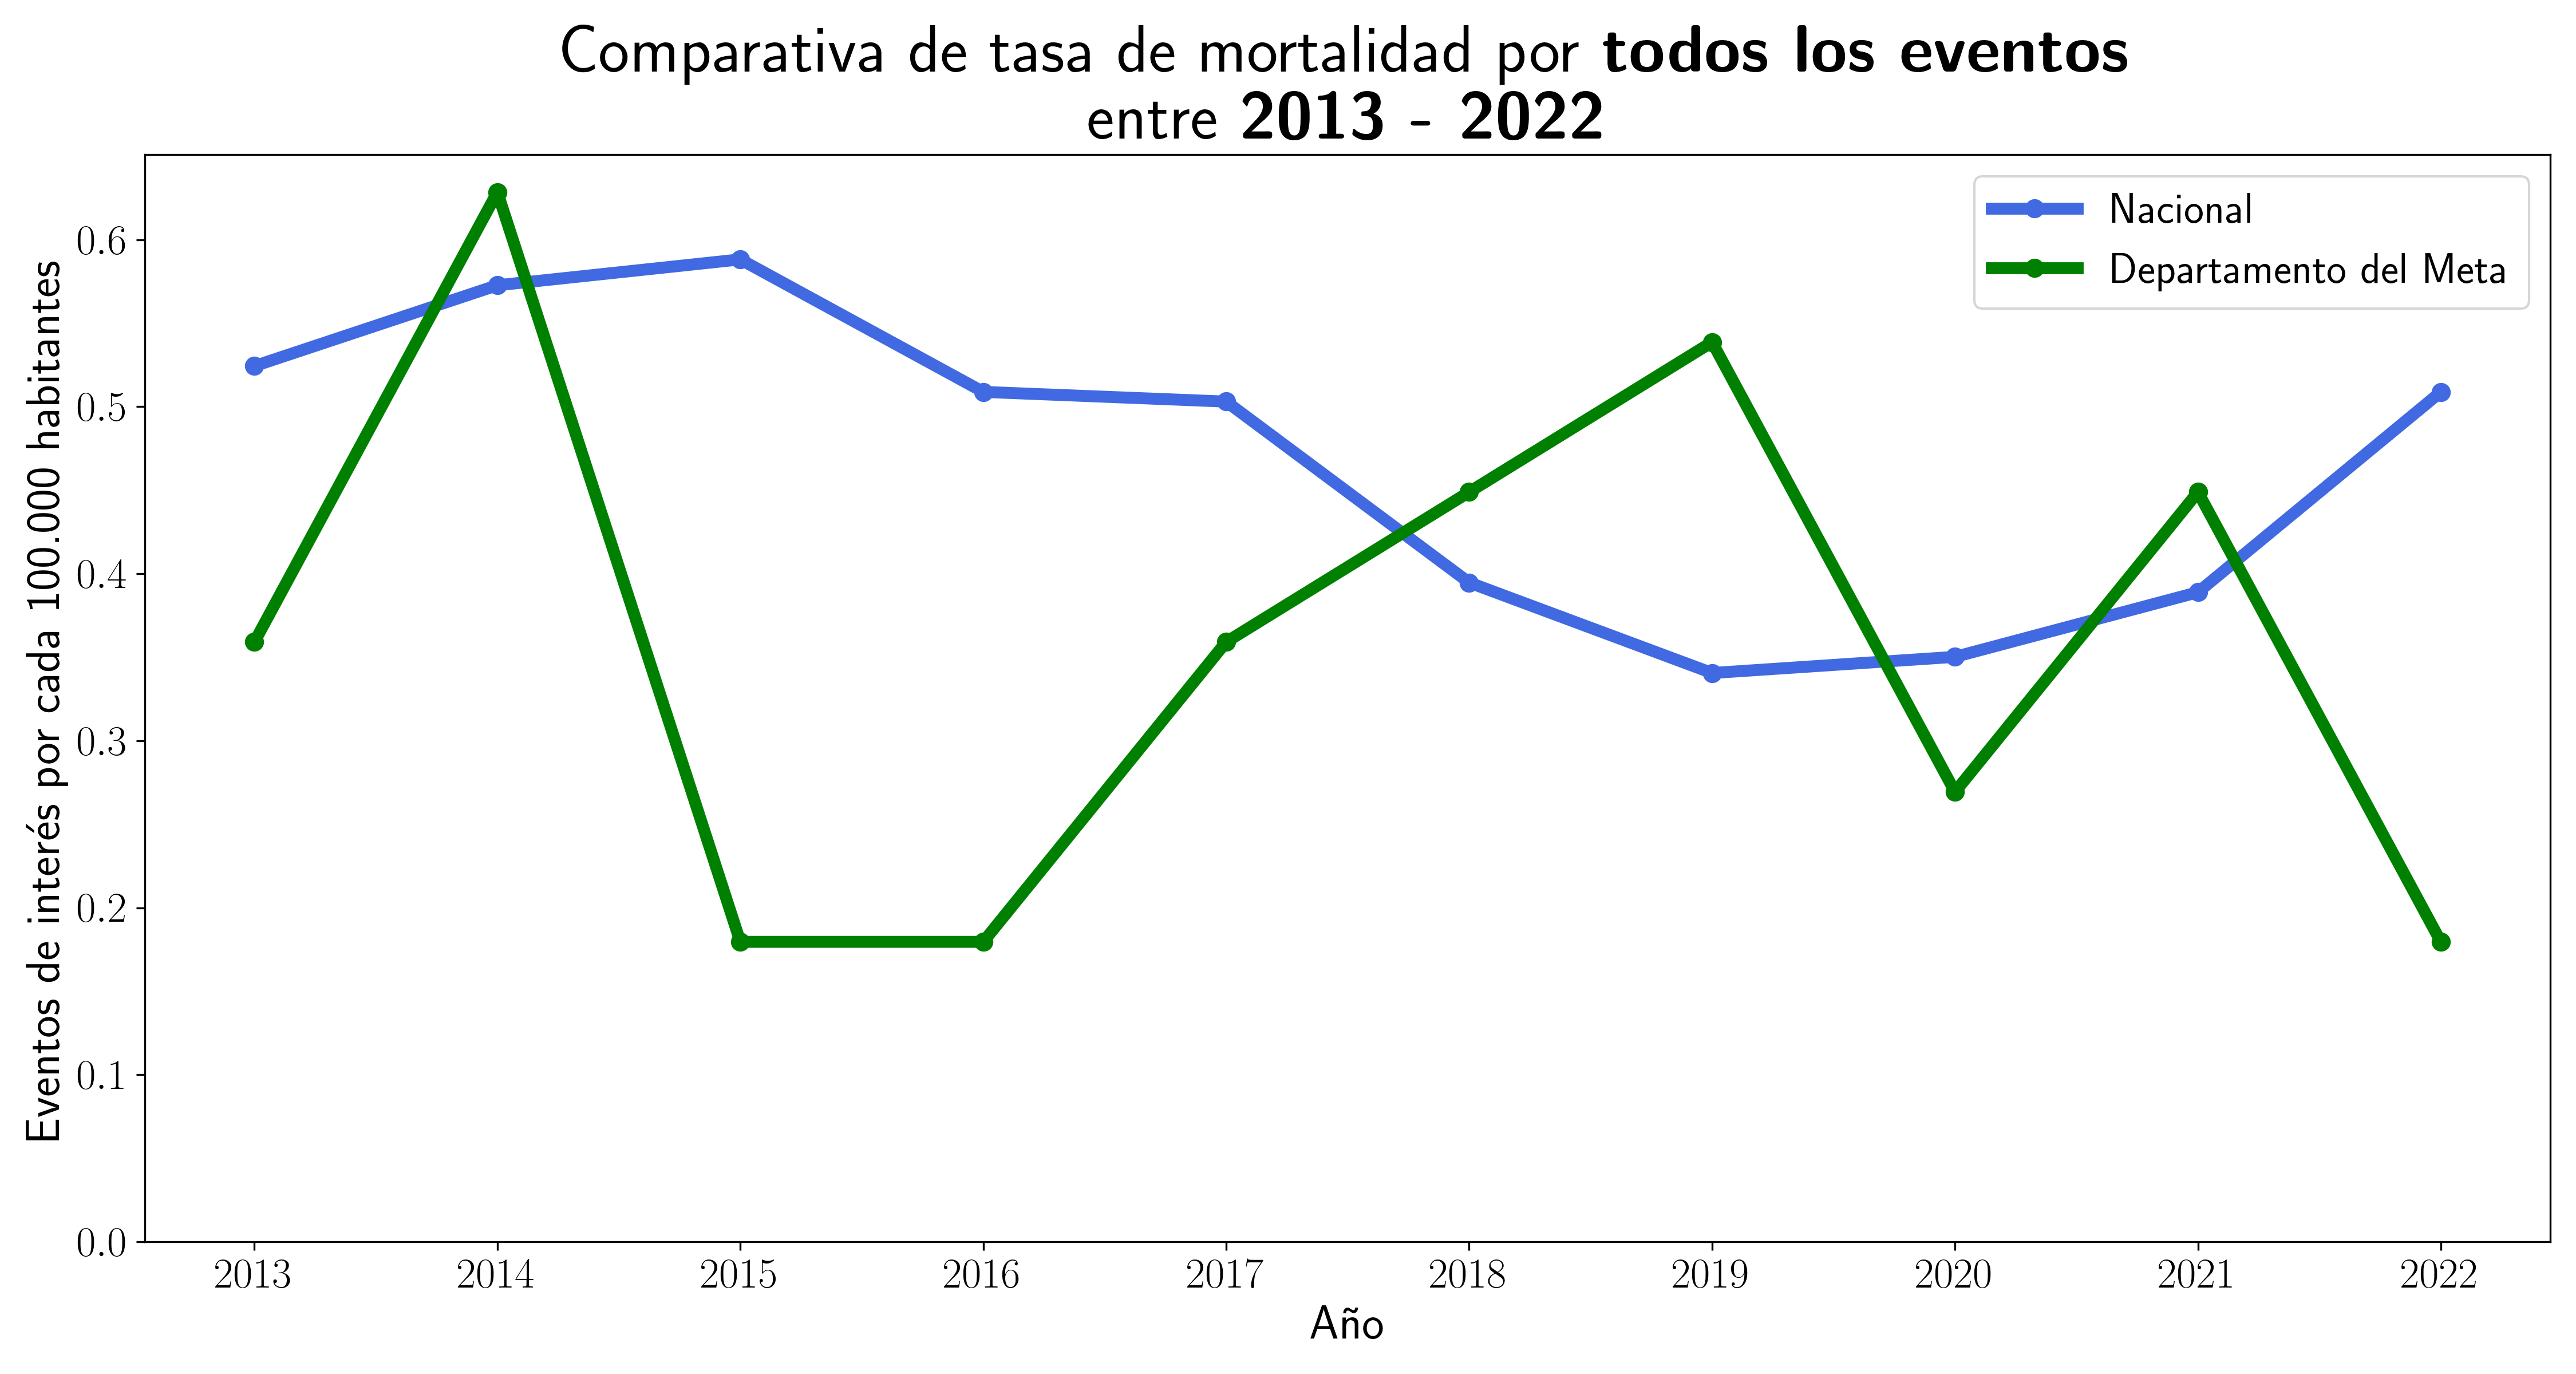 Comparativa de tasa de mortalidad por todos los eventos
entre 2013 - 2022
Nacional
Departamento del Meta
Eventos de interés por cada 100.000 habitantes
0.6
0.5
0.4
0.3
0.2
0.1
0.0
2013 2014 2015 2016 2017 2018 2019 2020 2021 2022
Año